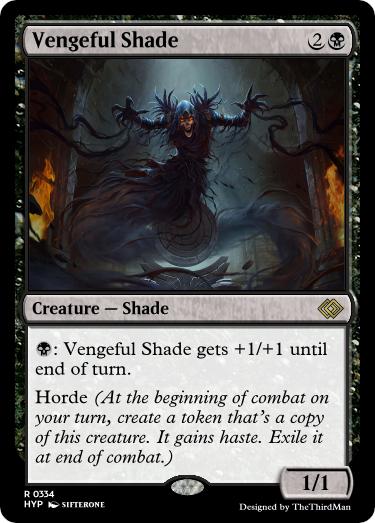 Vengeful Shade 2
Creature — Shade
: Vengeful Shade gets +1/+1 until
end of turn.
Horde (At the beginning of combat on
your turn, create a token that's a copy
of this creature. It gains haste. Exile it
at end of combat.)
1/1
R 0334
HYP SIFTERONE
Designed by TheThirdMan